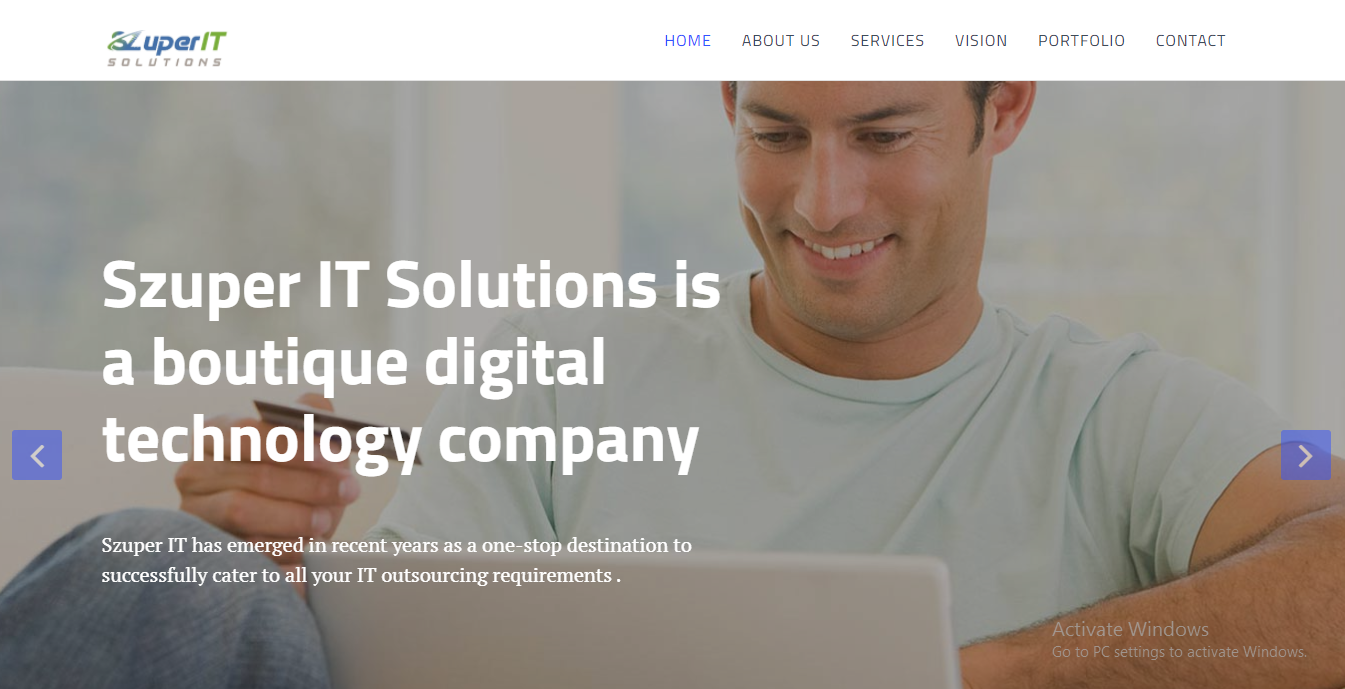 SZuperIT
SOLUTIONS
HOME ABOUT US SERVICES VISION PORTFOLIO CONTACT
Szuper IT Solutions is
a boutique digital
technology company
Szuper IT has emerged in recent years as a one-stop destination to
successfully cater to all your IT outsourcing requirements .
Activate Windows
Go to PC settings to activate Windows.